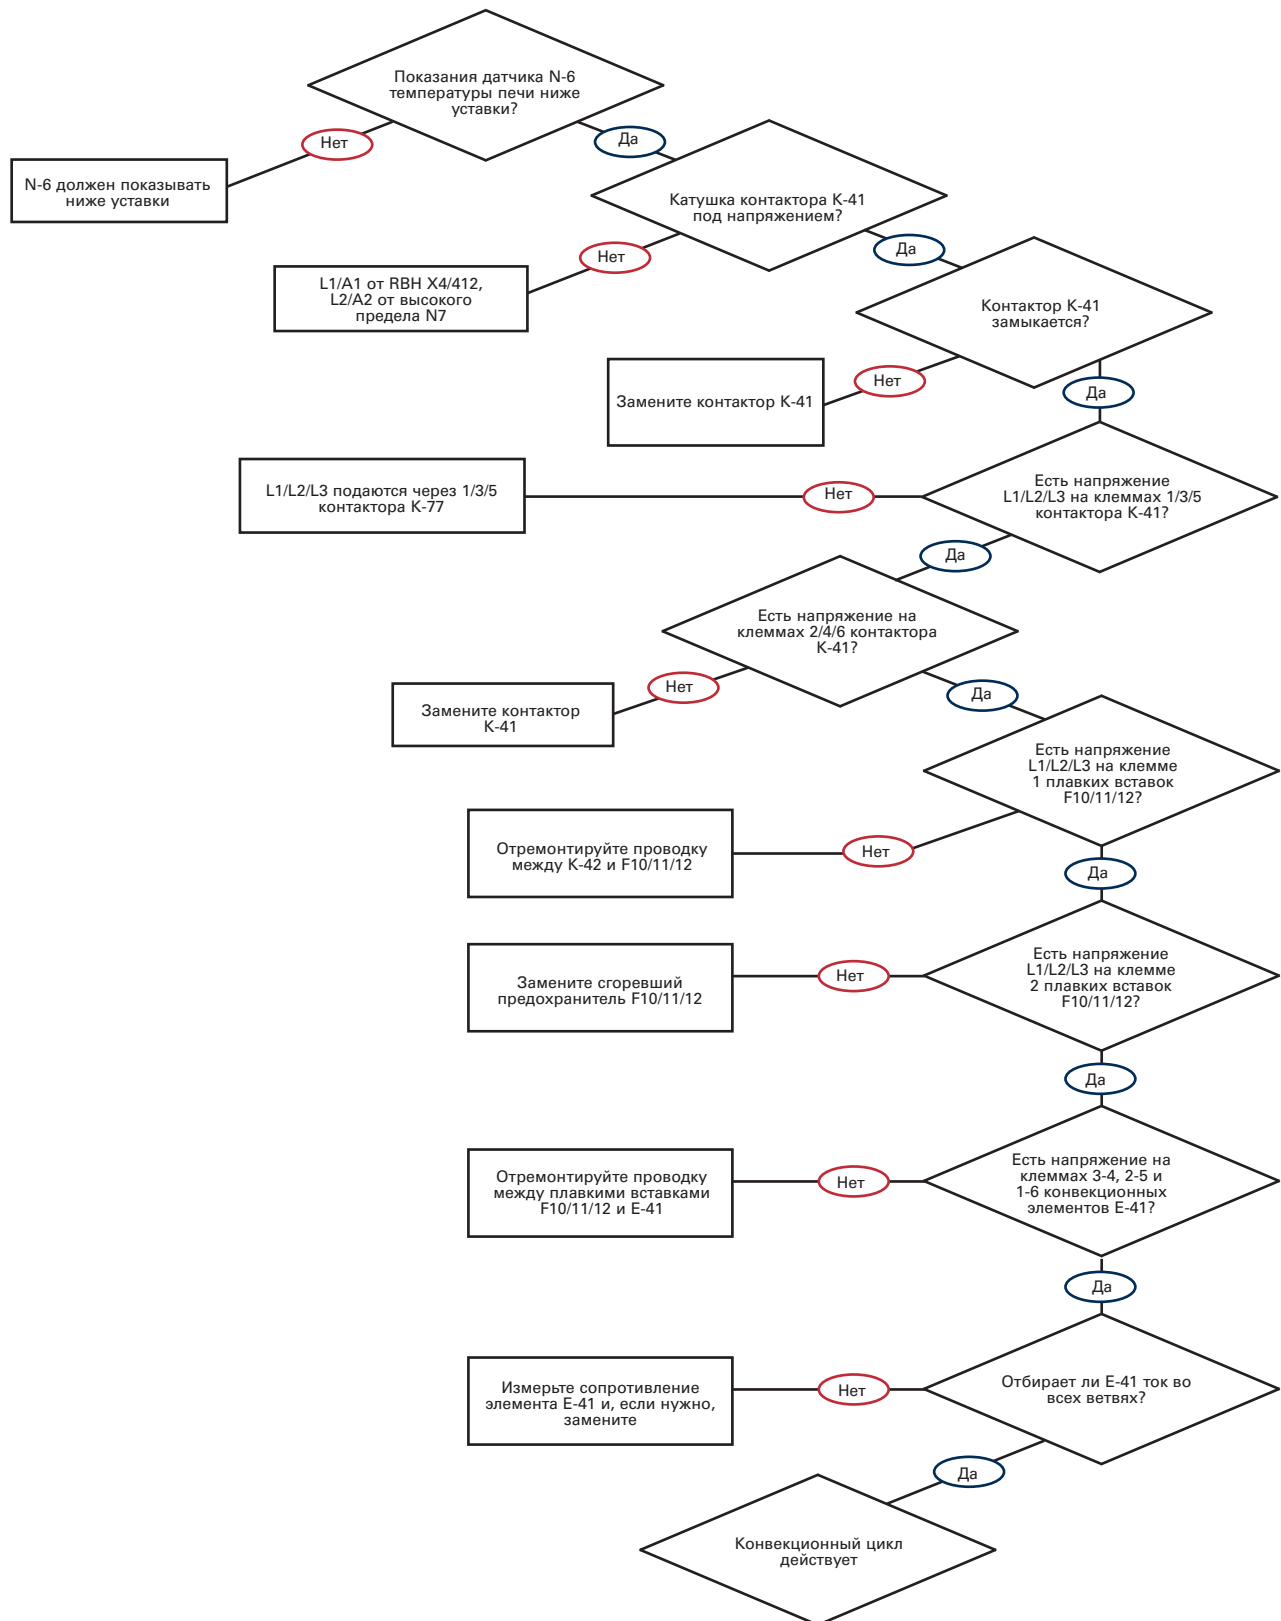 Показания датчика N-6
температуры печи ниже
уставки?
Нет
Да
N-6 должен показывать
ниже уставки
Катушка контактора К-41
под напряжением?
Нет
Да
L1/A1 от RBH X4/412,
L2/A2 от высокого
предела N7
Контактор К-41
замыкается?
Нет
Да
Замените контактор К-41
Есть напряжение
L1/L2/L3 на клеммах 1/3/5
контактора К-41?
Нет
L1/L2/L3 подаются через 1/3/5
контактора К-77
Да
Есть напряжение на
клеммах 2/4/6 контактора
К-41?
Нет
Да
Замените контактор
К-41
Есть напряжение
L1/L2/L3 на клемме
1 плавких вставок
F10/11/12?
Нет
Отремонтируйте проводку
между К-42 и F10/11/12
Да
Есть напряжение
L1/L2/L3 на клемме
2 плавких вставок
F10/11/12?
Нет
Замените сгоревший
предохранитель F10/11/12
Да
Есть напряжение на
клеммах 3-4, 2-5 и
1-6 конвекционных
элементов Е-41?
Нет
Отремонтируйте проводку
между плавкими вставками
F10/11/12 и Е-41
Да
Отбирает ли Е-41 ток во
всех ветвях?
Нет
Измерьте сопротивление
элемента Е-41 и, если нужно,
замените
Да
Конвекционный цикл
действует